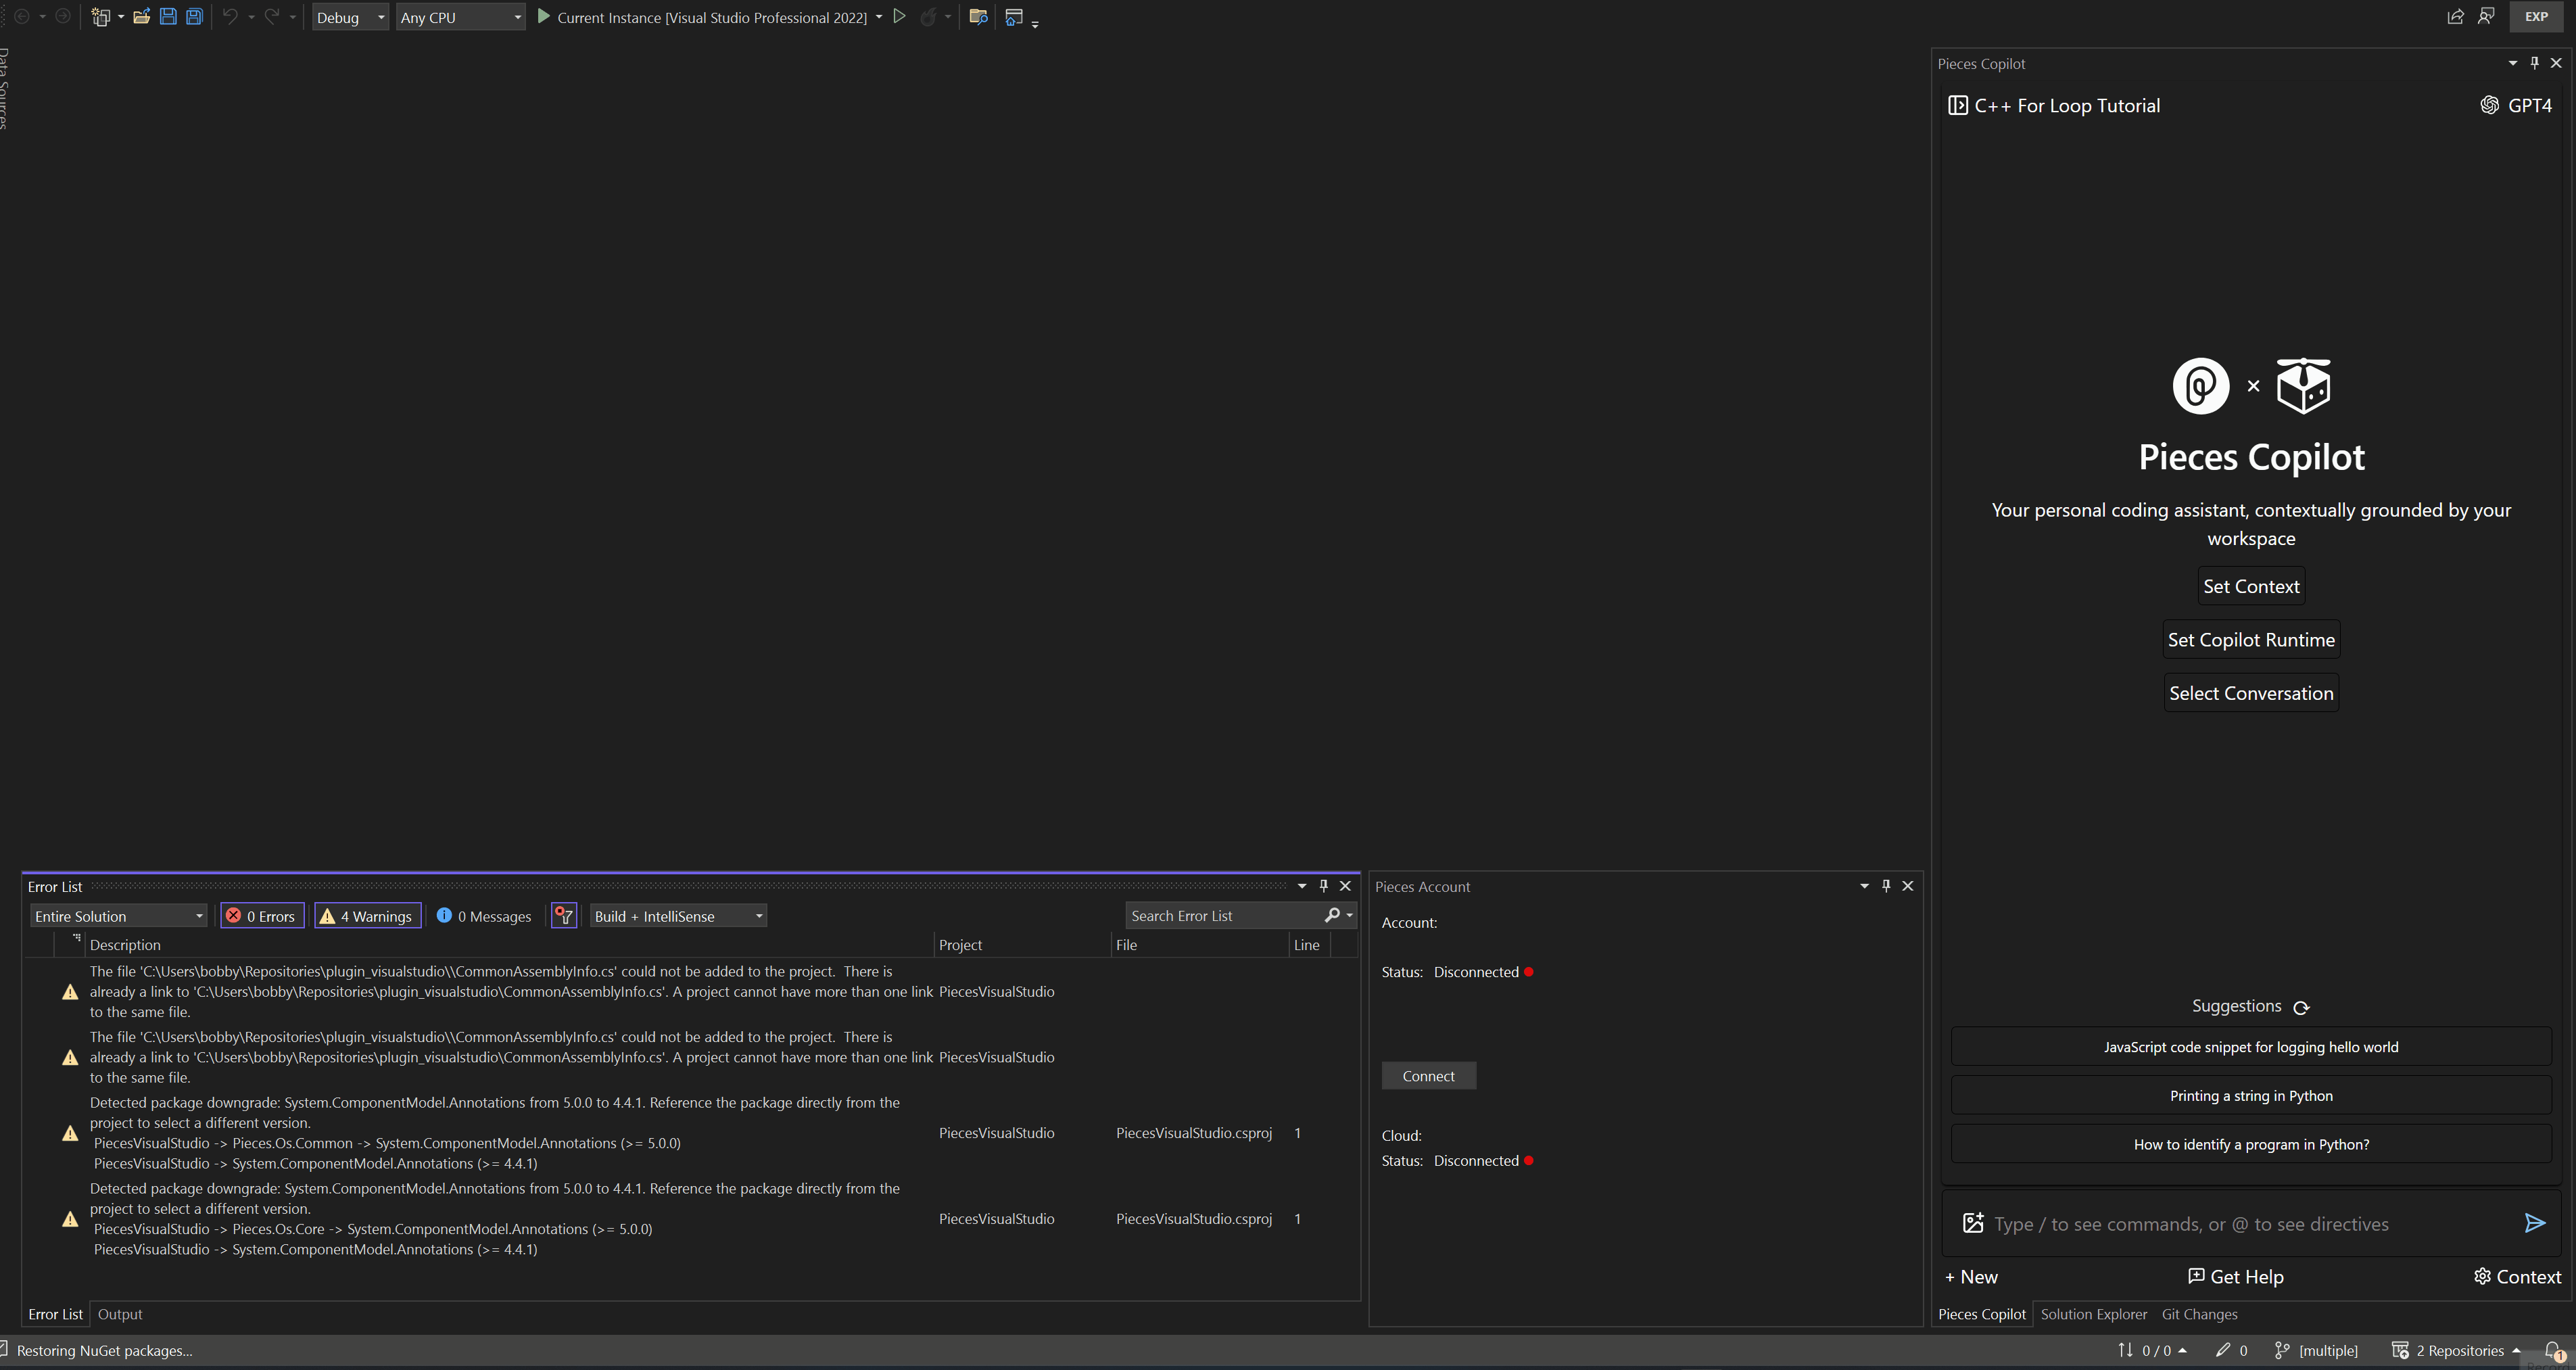 Debug
Any CPU
Current Instance [Visual Studio Professional 2022]
EXP
Data Sources
Pieces Copilot
C++ For Loop Tutorial
GPT4
Pieces Copilot
Your personal coding assistant, contextually grounded by your
workspace
Set Context
Set Copilot Runtime
Select Conversation
Suggestions
JavaScript code snippet for logging hello world
Printing a string in Python
How to identify a program in Python?
Type / to see commands, or @ to see directives
+ New
Get Help
Context
Pieces Copilot
Solution Explorer
Git Changes
Error List
Entire Solution
0 Errors
4 Warnings
0 Messages
Build + IntelliSense
Search Error List
Description
Project
File
Line
The file 'C:\Users\bobby\Repositories\plugin_visualstudio\\CommonAssemblyInfo.cs' could not be added to the project.  There is
already a link to 'C:\Users\bobby\Repositories\plugin_visualstudio\CommonAssemblyInfo.cs'. A project cannot have more than one link
to the same file.
PiecesVisualStudio
The file 'C:\Users\bobby\Repositories\plugin_visualstudio\\CommonAssemblyInfo.cs' could not be added to the project.  There is
already a link to 'C:\Users\bobby\Repositories\plugin_visualstudio\CommonAssemblyInfo.cs'. A project cannot have more than one link
to the same file.
PiecesVisualStudio
Detected package downgrade: System.ComponentModel.Annotations from 5.0.0 to 4.4.1. Reference the package directly from the
project to select a different version.
PiecesVisualStudio -> Pieces.Os.Common -> System.ComponentModel.Annotations (>= 5.0.0)
PiecesVisualStudio -> System.ComponentModel.Annotations (>= 4.4.1)
PiecesVisualStudio
PiecesVisualStudio.csproj
1
Detected package downgrade: System.ComponentModel.Annotations from 5.0.0 to 4.4.1. Reference the package directly from the
project to select a different version.
PiecesVisualStudio -> Pieces.Os.Core -> System.ComponentModel.Annotations (>= 5.0.0)
PiecesVisualStudio -> System.ComponentModel.Annotations (>= 4.4.1)
PiecesVisualStudio
PiecesVisualStudio.csproj
1
Error List
Output
Pieces Account
Account:
Status: Disconnected
Connect
Cloud:
Status: Disconnected
Restoring NuGet packages...
0 / 0
0
[multiple]
2 Repositories
1